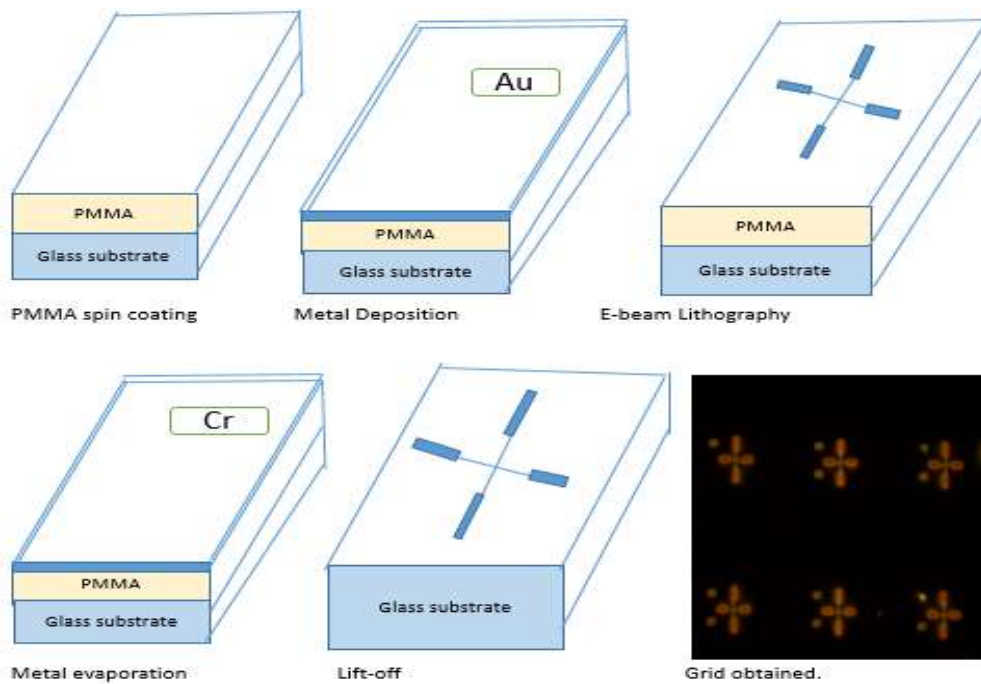 Au
PMMA
Glass substrate
PMMA
Glass substrate
PMMA
Glass substrate
PMMA spin coating
Metal Deposition
E-beam Lithography
Cr
PMMA
Glass substrate
Glass substrate
Metal evaporation
Lift-off
Grid obtained.